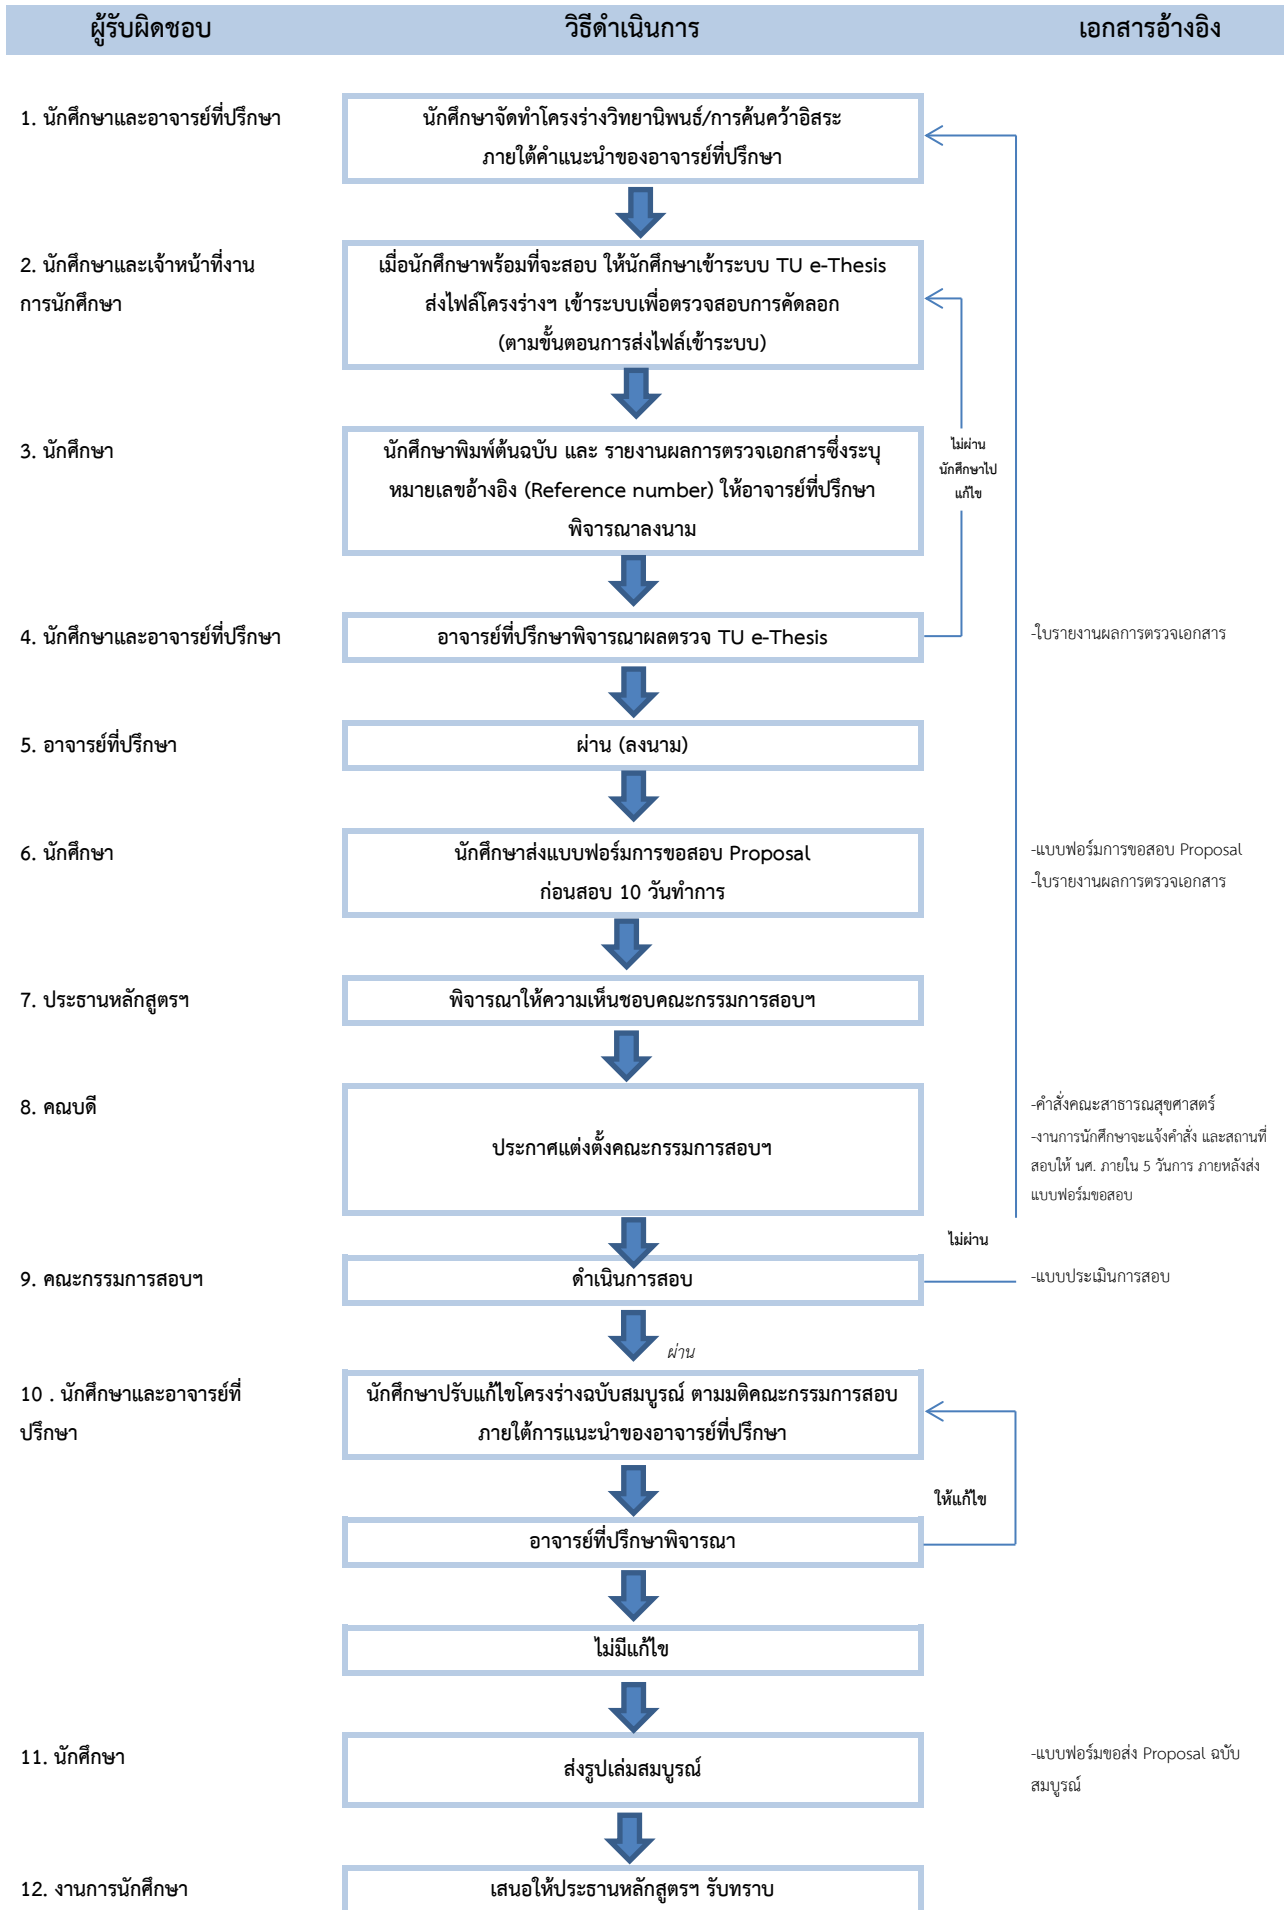 ผู้รับผิดชอบ วิธีดำเนินการ เอกสารอ้างอิง
1. นักศึกษาและอาจารย์ที่ปรึกษา
นักศึกษาจัดทำโครงร่างวิทยานิพนธ์/การค้นคว้าอิสระ
ภายใต้คำแนะนำของอาจารย์ที่ปรึกษา
2. นักศึกษาและเจ้าหน้าที่งาน
การนักศึกษา
เมื่อนักศึกษาพร้อมที่จะสอบ ให้นักศึกษาเข้าระบบ TU e-Thesis
ส่งไฟล์โครงร่างฯ เข้าระบบเพื่อตรวจสอบการคัดลอก
(ตามขั้นตอนการส่งไฟล์เข้าระบบ)
3. นักศึกษา
นักศึกษาพิมพ์ต้นฉบับ และ รายงานผลการตรวจเอกสารซึ่งระบุ
หมายเลขอ้างอิง (Reference number) ให้อาจารย์ที่ปรึกษา
พิจารณาลงนาม
ไม่ผ่าน
นักศึกษาไป
แก้ไข
4. นักศึกษาและอาจารย์ที่ปรึกษา
อาจารย์ที่ปรึกษาพิจารณาผลตรวจ TU e-Thesis
-ใบรายงานผลการตรวจเอกสาร
5. อาจารย์ที่ปรึกษา
ผ่าน (ลงนาม)
6. นักศึกษา
นักศึกษาส่งแบบฟอร์มการขอสอบ Proposal
ก่อนสอบ 10 วันทำการ
-แบบฟอร์มการขอสอบ Proposal
-ใบรายงานผลการตรวจเอกสาร
7. ประธานหลักสูตรฯ
พิจารณาให้ความเห็นชอบคณะกรรมการสอบฯ
8. คณบดี
ประกาศแต่งตั้งคณะกรรมการสอบฯ
-คำสั่งคณะสาธารณสุขศาสตร์
-งานการนักศึกษาจะแจ้งคำสั่ง และสถานที่
สอบให้ นศ. ภายใน 5 วันการ ภายหลังส่ง
แบบฟอร์มขอสอบ
ไม่ผ่าน
9. คณะกรรมการสอบฯ
ดำเนินการสอบ
-แบบประเมินการสอบ
ผ่าน
10 . นักศึกษาและอาจารย์ที่
ปรึกษา
นักศึกษาปรับแก้ไขโครงร่างฉบับสมบูรณ์ ตามมติคณะกรรมการสอบ
ภายใต้การแนะนำของอาจารย์ที่ปรึกษา
ให้แก้ไข
อาจารย์ที่ปรึกษาพิจารณา
ไม่มีแก้ไข
11. นักศึกษา
ส่งรูปเล่มสมบูรณ์
-แบบฟอร์มขอส่ง Proposal ฉบับ
สมบูรณ์
12. งานการนักศึกษา
เสนอให้ประธานหลักสูตรฯ รับทราบ